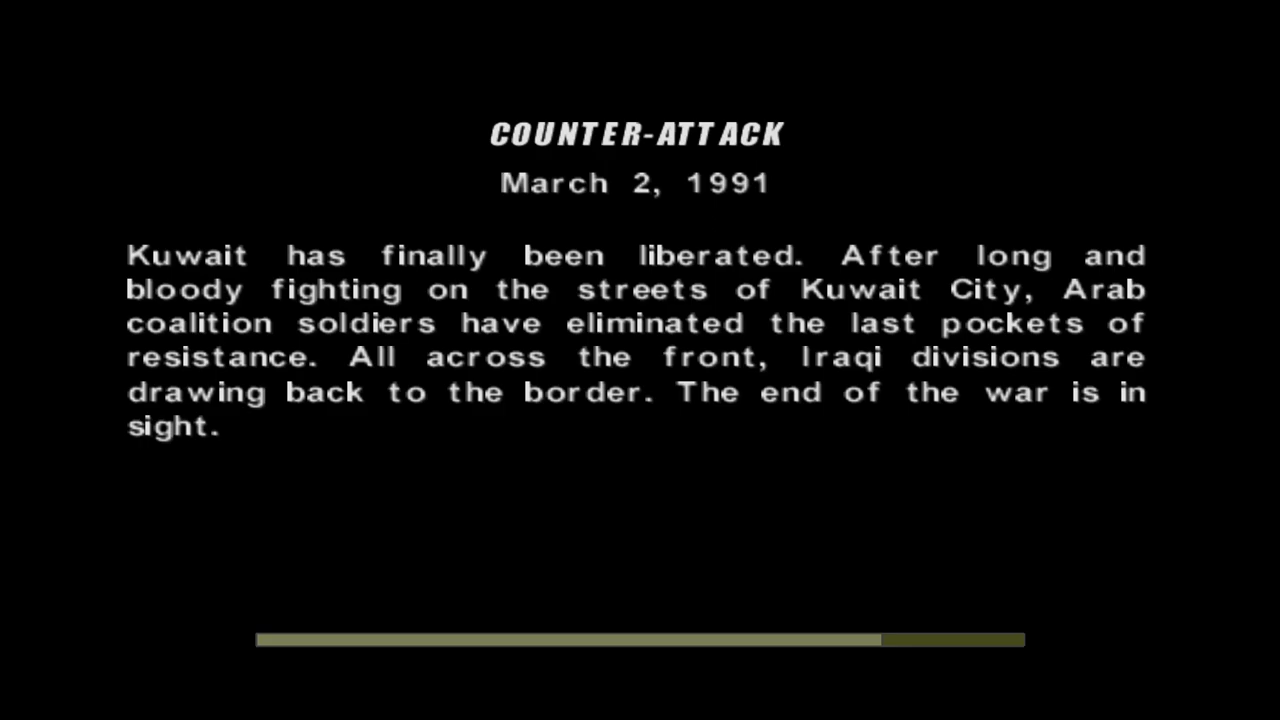 COUNTER-ATTACK
March 2, 1991
Kuwait has finally been liberated. After long and
bloody fighting on the streets of Kuwait City, Arab
coalition soldiers have eliminated the last pockets of
resistance. All across the front, Iraqi divisions are
drawing back to the border. The end of the war is in
sight.